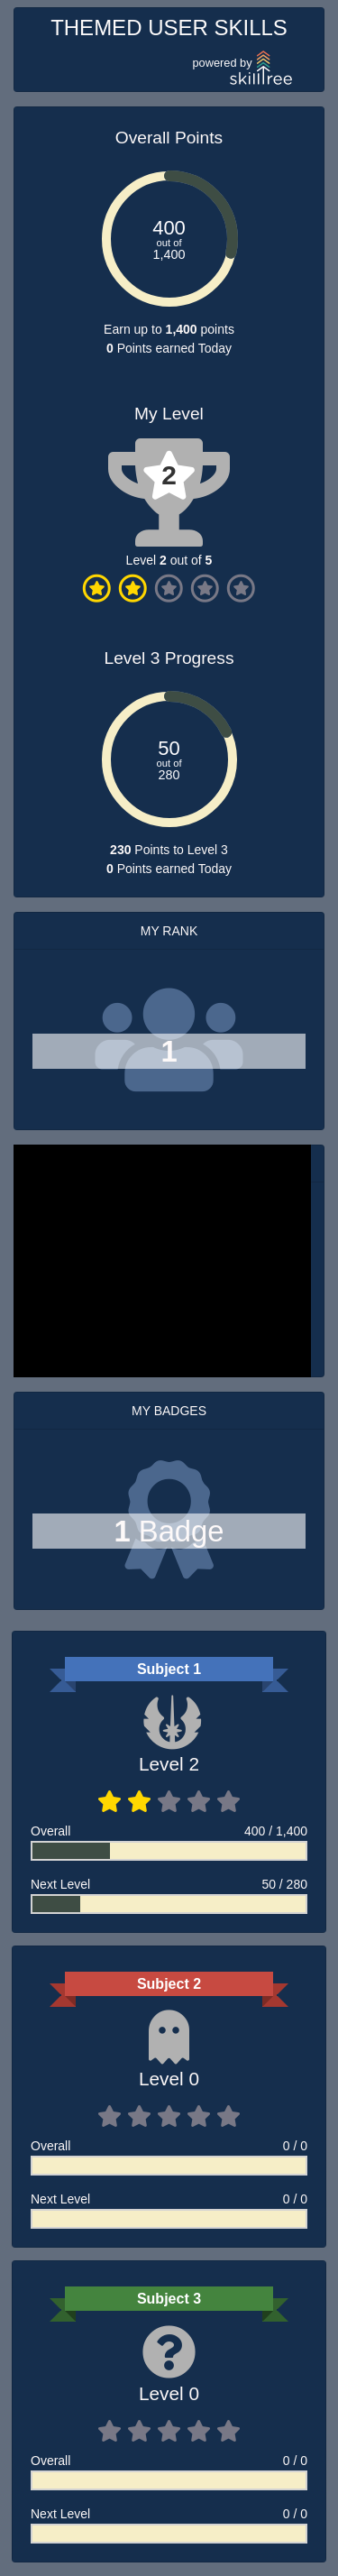 THEMED USER SKILLS
powered by
skilltree
Overall Points
400
out of
1,400
Earn up to 1,400 points
0 Points earned Today
My Level
2
Level 2 out of 5
Level 3 Progress
50
out of
280
230 Points to Level 3
0 Points earned Today
MY RANK
1
MY BADGES
1 Badge
Subject 1
Level 2
Overall 400 / 1,400
Next Level 50 / 280
Subject 2
Level 0
Overall 0 / 0
Next Level 0 / 0
Subject 3
Level 0
Overall 0 / 0
Next Level 0 / 0